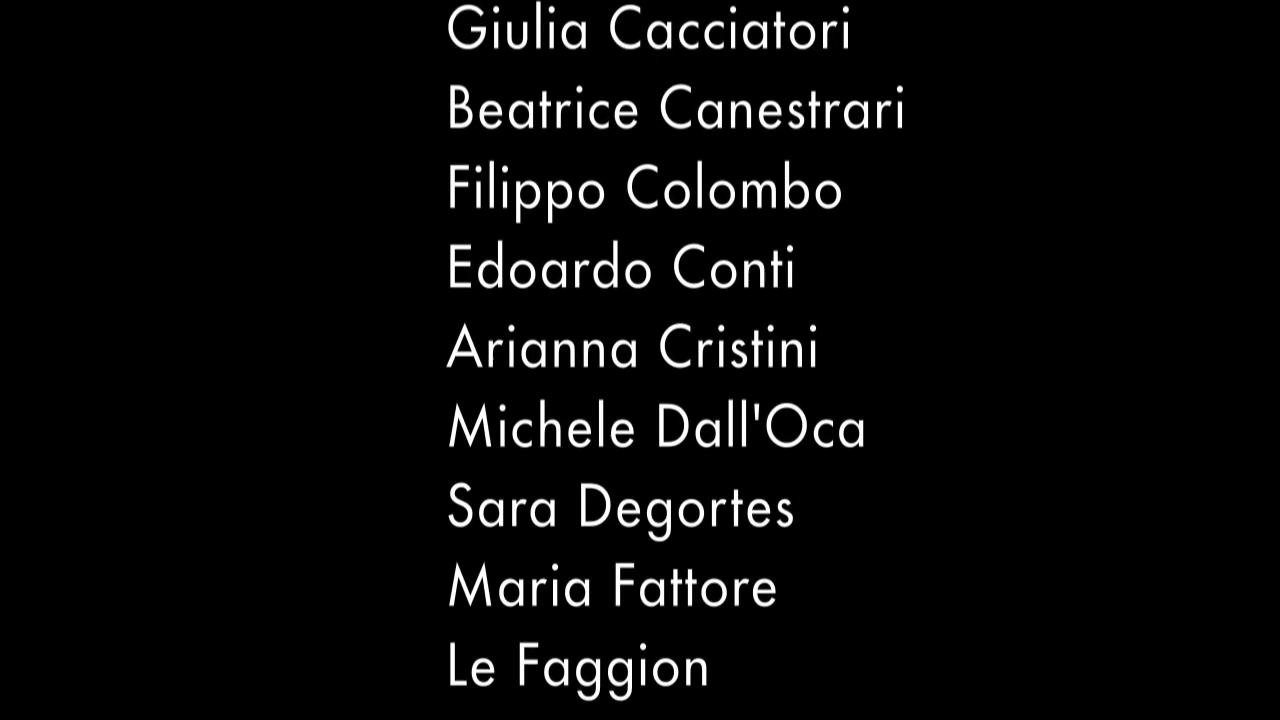 Giulia Cacciatori
Beatrice Canestrari
Filippo Colombo
Edoardo Conti
Arianna Cristini
Michele Dall'Oca
Sara Degortes
Maria Fattore
Le Faggion